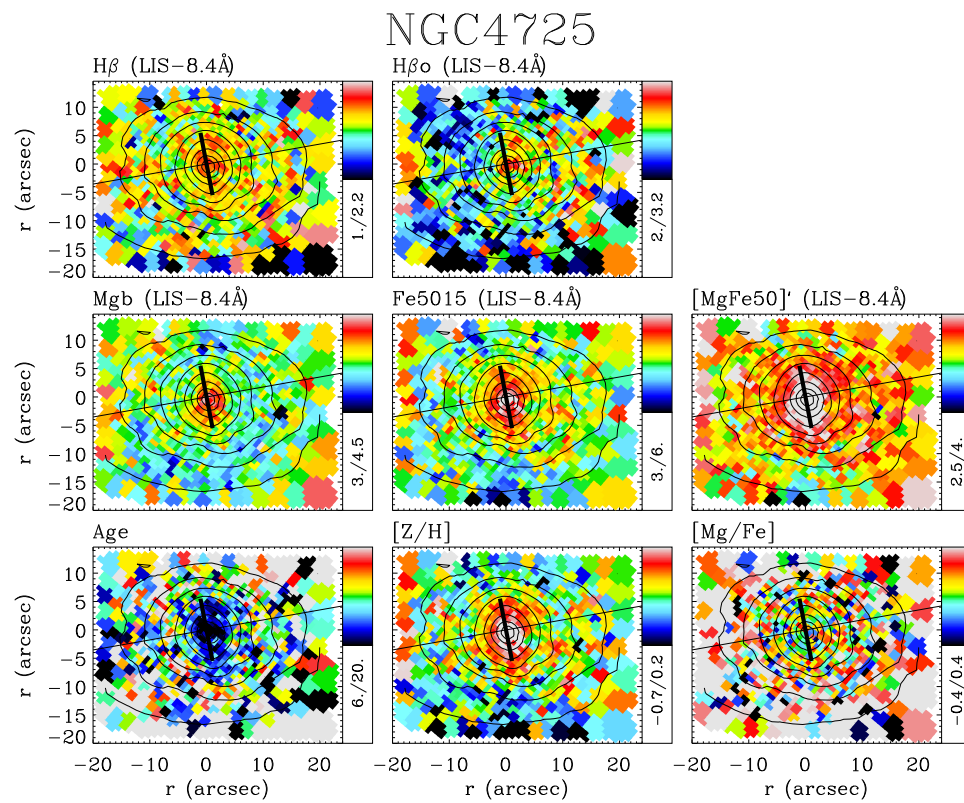 NGC4725
Hβ (LIS-8.4Å)
Hβo (LIS-8.4Å)
10
5
0
-5
-10
-15
-20
r (arcsec)
1./2.2
2./3.2
Mgb (LIS-8.4Å)
Fe5015 (LIS-8.4Å)
[MgFe50]' (LIS-8.4Å)
10
5
0
-5
-10
-15
-20
r (arcsec)
3./4.5
3./6.
2.5/4.
Age
[Z/H]
[Mg/Fe]
10
5
0
-5
-10
-15
-20
r (arcsec)
6./20.
-0.7/0.2
-0.4/0.4
-20 -10 0 10 20
-20 -10 0 10 20
-20 -10 0 10 20
r (arcsec)
r (arcsec)
r (arcsec)